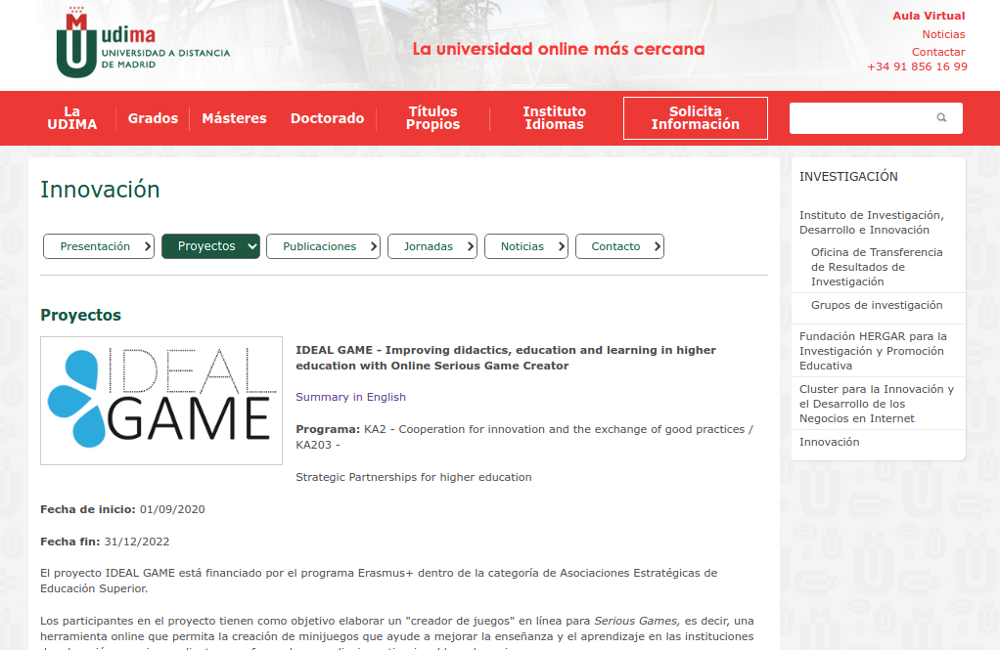 udima
UNIVERSIDAD A DISTANCIA
DE MADRID
La universidad online más cercana
Aula Virtual
Noticias
Contactar
+34 91 856 16 99
La UDIMA
Grados
Másteres
Doctorado
Títulos Propios
Instituto Idiomas
Solicita Información
Innovación
Presentación
Proyectos
Publicaciones
Jornadas
Noticias
Contacto
Proyectos
IDEAL
GAME
IDEAL GAME - Improving didactics, education and learning in higher
education with Online Serious Game Creator
Summary in English
Programa: KA2 - Cooperation for innovation and the exchange of good practices /
KA203 -
Strategic Partnerships for higher education
Fecha de inicio: 01/09/2020
Fecha fin: 31/12/2022
El proyecto IDEAL GAME está financiado por el programa Erasmus+ dentro de la categoría de Asociaciones Estratégicas de
Educación Superior.
Los participantes en el proyecto tienen como objetivo elaborar un "creador de juegos" en línea para Serious Games, es decir, una
herramienta online que permita la creación de minijuegos que ayude a mejorar la enseñanza y el aprendizaje en las instituciones
INVESTIGACIÓN
Instituto de Investigación,
Desarrollo e Innovación
Oficina de Transferencia
de Resultados de
Investigación
Grupos de investigación
Fundación HERGAR para la
Investigación y Promoción
Educativa
Cluster para la Innovación y
el Desarrollo de los
Negocios en Internet
Innovación